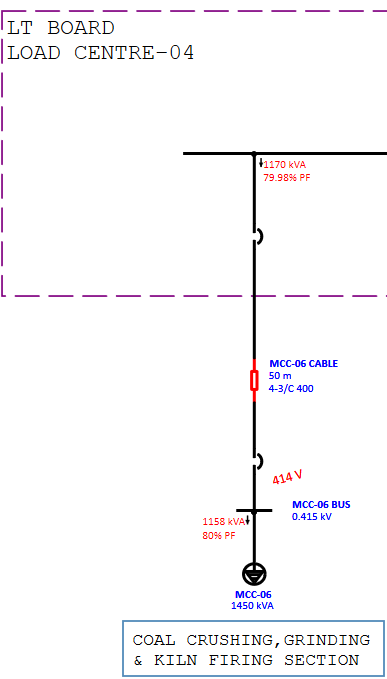 LT BOARD
LOAD CENTRE-04
1170 kVA
79.98% PF
MCC-06 CABLE
50 m
4-3/C 400
414 V
MCC-06 BUS
0.415 kV
1158 kVA
80% PF
MCC-06
1450 kVA
COAL CRUSHING,GRINDING
& KILN FIRING SECTION